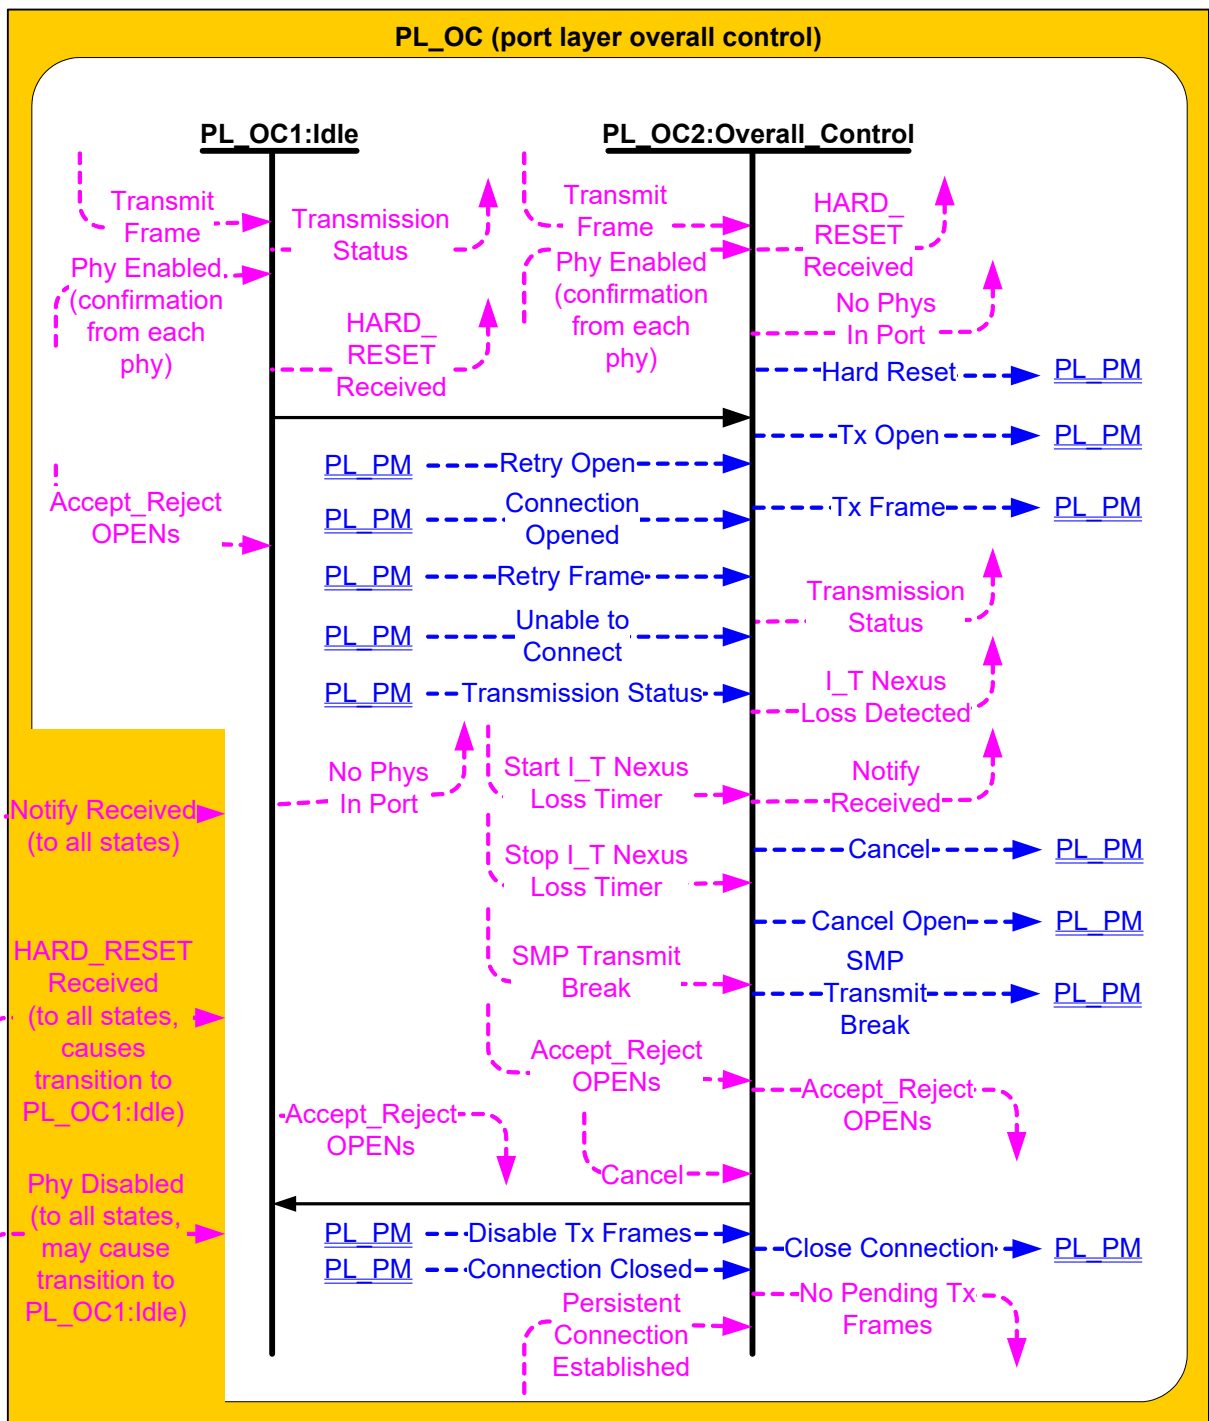 PL_OC (port layer overall control)
PL_OC1:Idle
PL_OC2:Overall_Control
Transmit
Frame
Transmission
Status
Phy Enabled
(confirmation
from each
phy)
HARD_
RESET
Received
Transmit
Frame
Phy Enabled
(confirmation
from each
phy)
HARD_
RESET
Received
No Phys
In Port
Hard Reset
PL_PM
Tx Open
PL_PM
PL_PM
Retry Open
Accept_Reject
OPENs
PL_PM
Connection
Opened
Tx Frame
PL_PM
PL_PM
Retry Frame
Transmission
Status
PL_PM
Unable to
Connect
PL_PM
Transmission Status
I_T Nexus
Loss Detected
No Phys
In Port
Start I_T Nexus
Loss Timer
Notify
Received
Notify Received
(to all states)
Stop I_T Nexus
Loss Timer
Cancel
PL_PM
Cancel Open
PL_PM
HARD_RESET
Received
(to all states,
causes
transition to
PL_OC1:Idle)
SMP Transmit
Break
SMP
Transmit
Break
PL_PM
Accept_Reject
OPENs
Accept_Reject
OPENs
Accept_Reject
OPENs
Cancel
Phy Disabled
(to all states,
may cause
transition to
PL_OC1:Idle)
PL_PM
Disable Tx Frames
Close Connection
PL_PM
PL_PM
Connection Closed
No Pending Tx
Frames
Persistent
Connection
Established